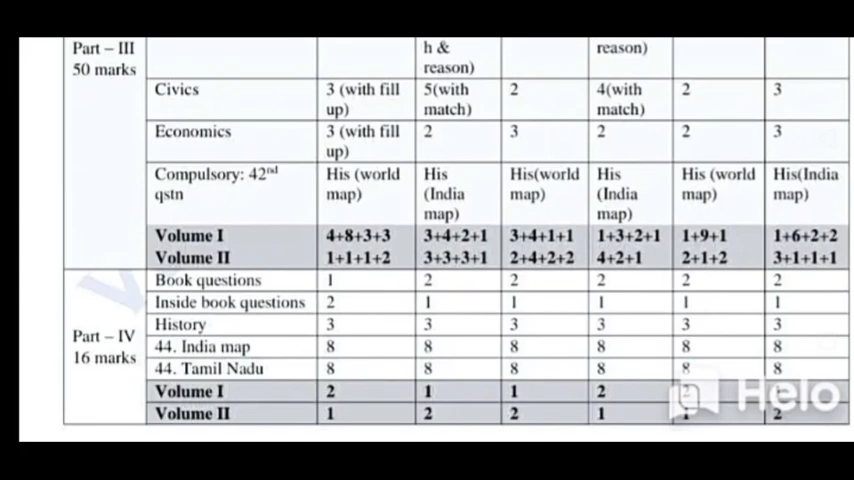 Part – III h & reason)
50 marks reason)
Civics 3 (with fill up) 5(with match) 2 4(with match) 2 3
Economics 3 (with fill up) 2 3 2 2 3
Compulsory: 42nd qstn His (world map) His (India map) His(world map) His (India map) His (world map) His(India map)
Volume I 4+8+3+3 3+4+2+1 3+4+1+1 1+3+2+1 1+9+1 1+6+2+2
Volume II 1+1+1+2 3+3+3+1 2+4+2+2 4+2+1 2+1+2 3+1+1+1
Part – IV
16 marks
Book questions 1 2 2 2 2 2
Inside book questions 2 1 1 1 1 1
History 3 3 3 3 3 3
44. India map 8 8 8 8 8 8
44. Tamil Nadu 8 8 8 8 8 8
Volume I 2 1 1 2
Volume II 1 2 2 1 1 2
Helo